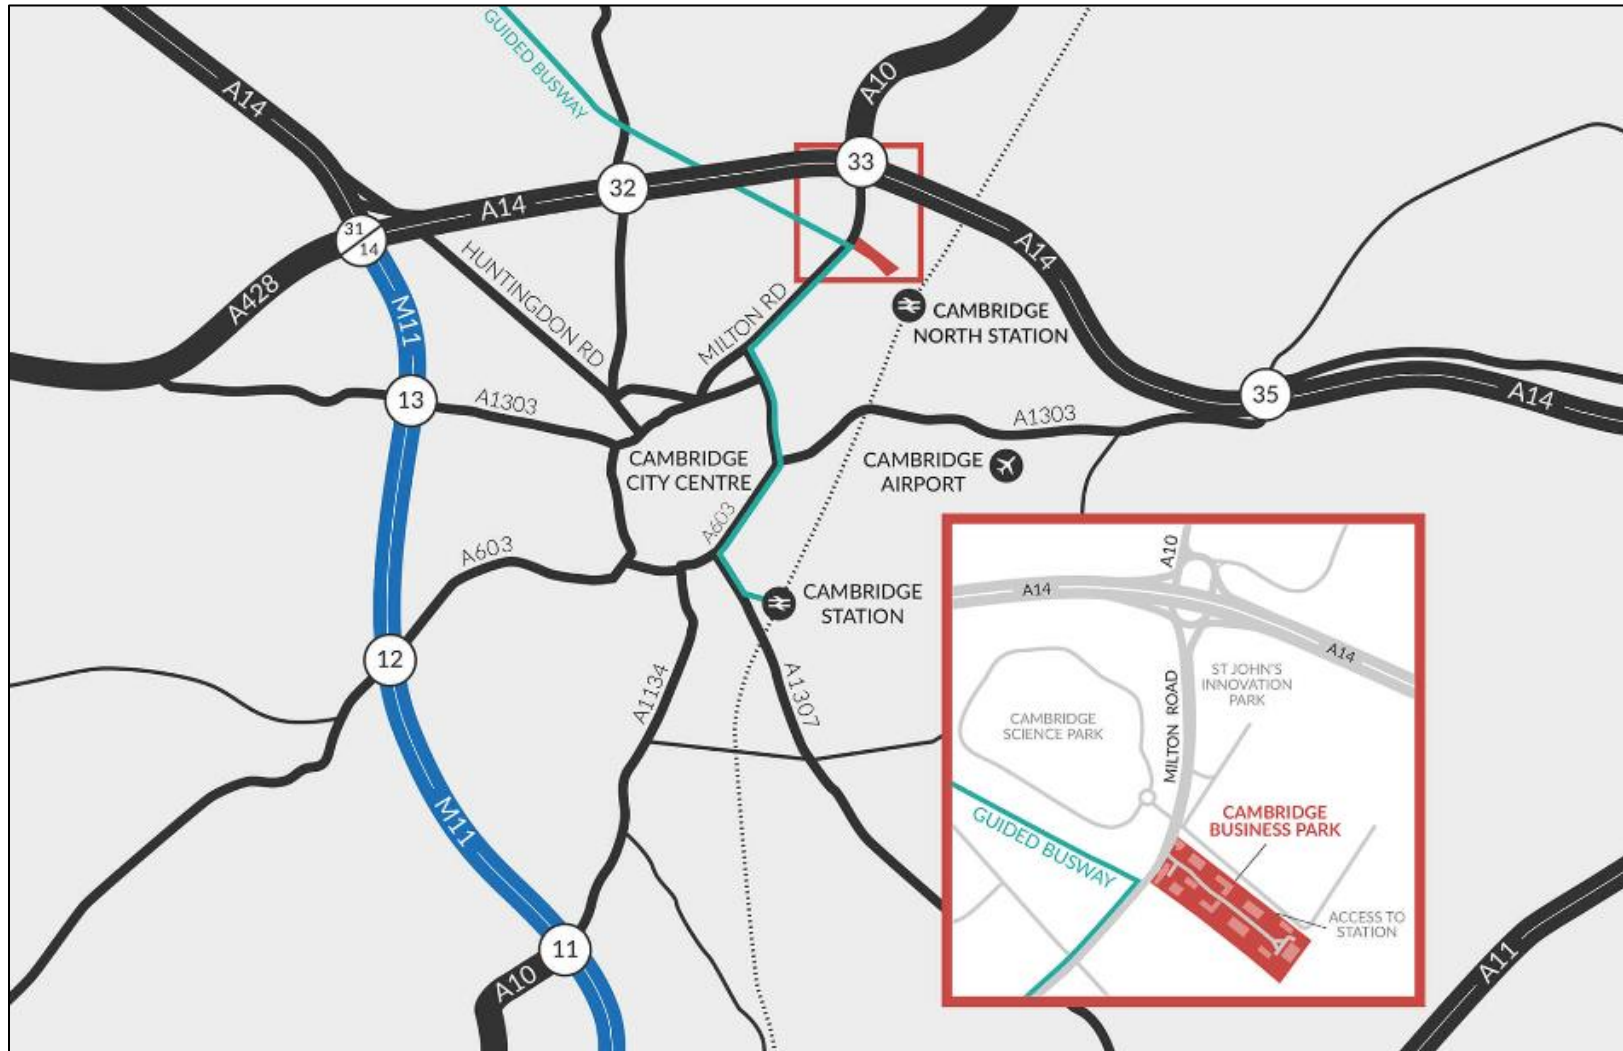 GUIDED BUSWAY
A10
A14
33
32
A14
31
14
A14
A428
HUNTINGDON RD
M11
MILTON RD
CAMBRIDGE
NORTH STATION
13
A1303
A1303
35
A14
CAMBRIDGE
CITY CENTRE
CAMBRIDGE
AIRPORT
A603
A603
CAMBRIDGE
STATION
12
A1134
A1307
M11
11
A10
A11
A10
A14
A14
ST JOHN'S
INNOVATION
PARK
MILTON ROAD
CAMBRIDGE
SCIENCE PARK
GUIDED BUSWAY
CAMBRIDGE
BUSINESS PARK
ACCESS TO
STATION